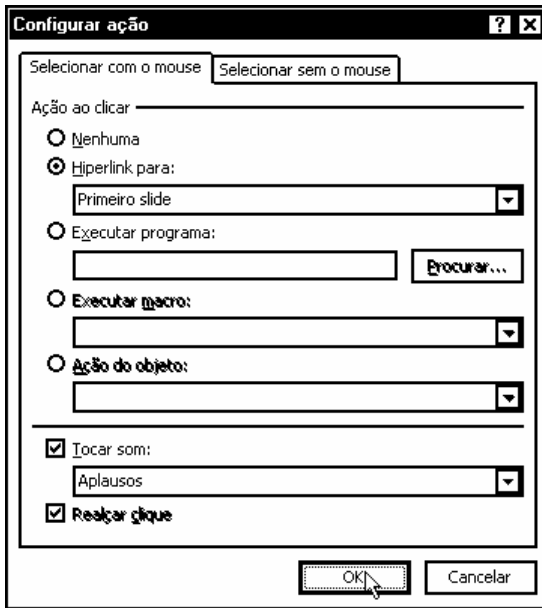 Configurar ação
Selecionar com o mouse Selecionar sem o mouse
Ação ao clicar
Nenhuma
Hiperlink para:
Primeiro slide
Executar programa:
Procurar...
Executar macro:
Ação do objeto:
Tocar som:
Aplausos
Realçar clique
OK Cancelar